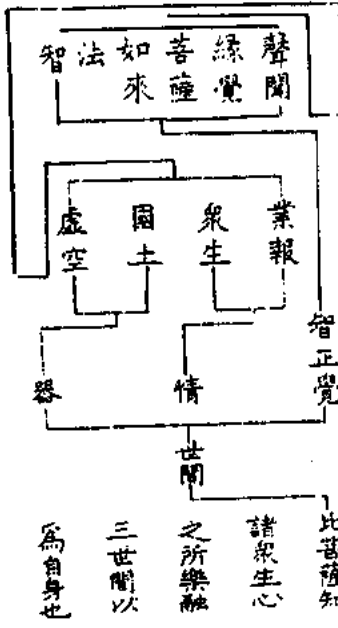 聲聞
緣覺
菩薩
如來
法
智
業報
衆生
國土
虛空
智正覺
情
器
世間
比菩薩知
諸衆生心
之所樂融
三世間以
爲自身也